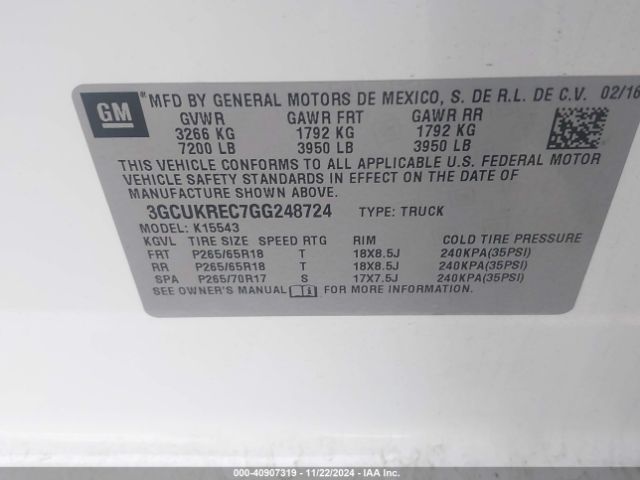 GM
MFD BY GENERAL MOTORS DE MEXICO, S. DE R.L. DE C.V. 02/16
GVWR GAWR FRT GAWR RR
3266 KG 1792 KG 1792 KG
7200 LB 3950 LB 3950 LB
THIS VEHICLE CONFORMS TO ALL APPLICABLE U.S. FEDERAL MOTOR
VEHICLE SAFETY STANDARDS IN EFFECT ON THE DATE OF
MANUFACTURE SHOWN ABOVE.
3GCUKREC7GG248724 TYPE: TRUCK
MODEL: K15543
KGVL TIRE SIZE SPEED RTG RIM COLD TIRE PRESSURE
FRT P265/65R18 T 18X8.5J 240KPA(35PSI)
RR P265/65R18 T 18X8.5J 240KPA(35PSI)
SPA P265/70R17 S 17X7.5J 240KPA(35PSI)
SEE OWNER'S MANUAL FOR MORE INFORMATION.
000-40907319 - 11/22/2024 - IAA Inc.